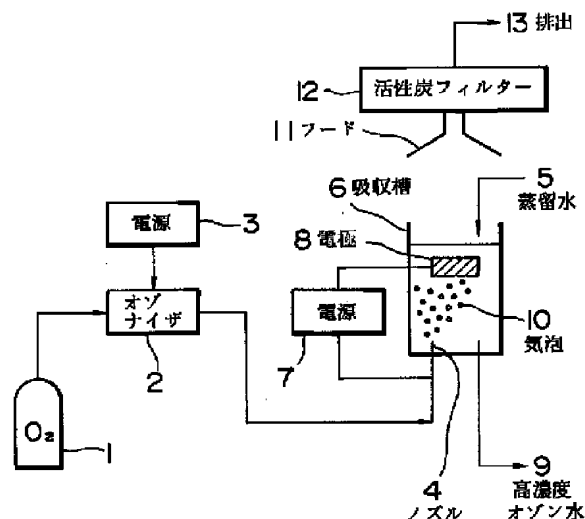 13 排出
12 活性炭フィルター
11 フード
6 吸収槽
5
蒸留水
電源 3
8 電極
オゾ
ナイザ
2
電源
7
10
気泡
O₂
1
4
ノズル
9
高濃度
オゾン水